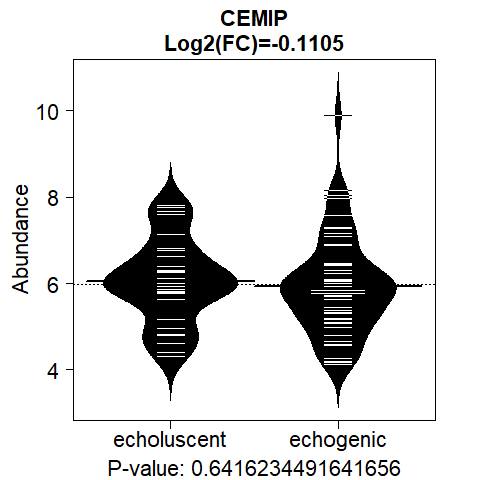 CEMIP
Log2(FC)=-0.1105
Abundance
10
8
6
4
echoluscent echogenic
P-value: 0.6416234491641656